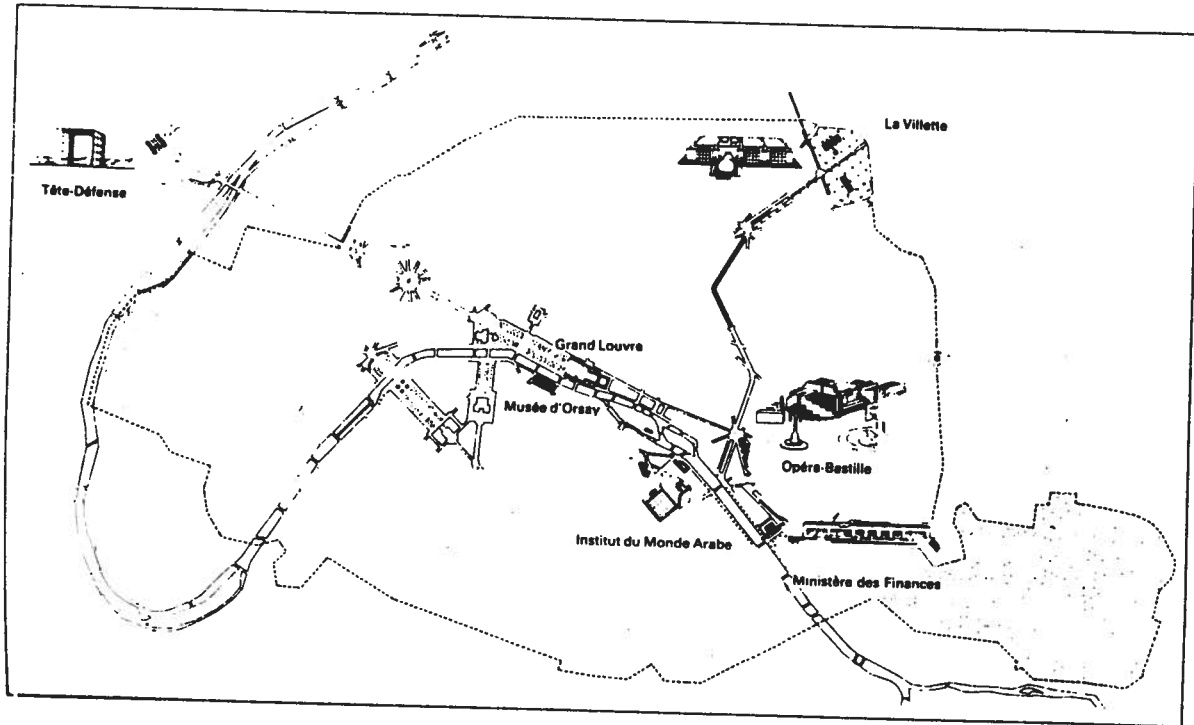 La Villette
Tête-Défense
Grand Louvre
Musée d'Orsay
Opéra-Bastille
Institut du Monde Arabe
Ministère des Finances